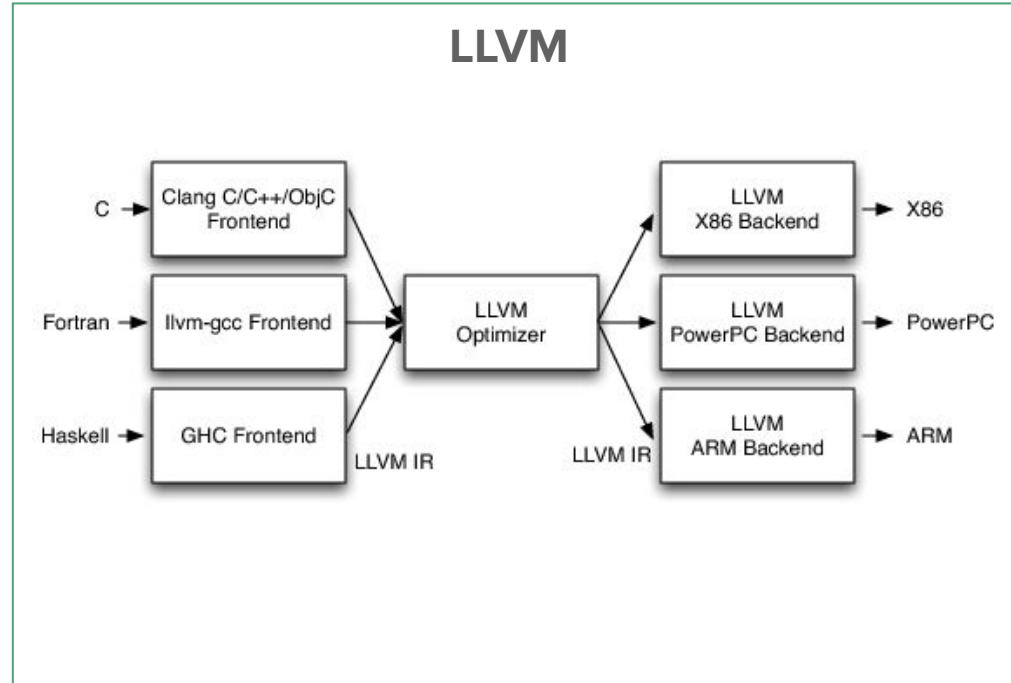 LLVM
C
Clang C/C++/ObjC
Frontend
LLVM
X86 Backend
X86
Fortran
llvm-gcc Frontend
LLVM
Optimizer
LLVM
PowerPC Backend
PowerPC
Haskell
GHC Frontend
LLVM IR
LLVM IR
LLVM
ARM Backend
ARM